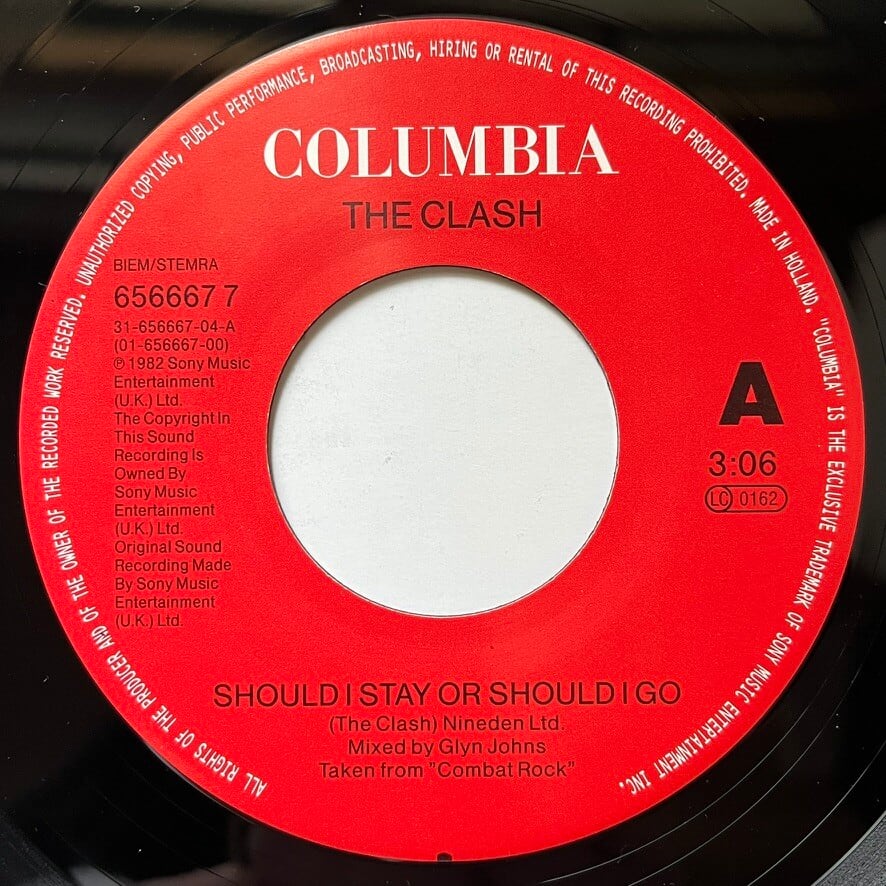 ALL RIGHTS OF THE PRODUCER AND OF THE OWNER OF THE RECORDED WORK RESERVED. UNAUTHORIZED COPYING, PUBLIC PERFORMANCE, BROADCASTING, HIRING OR RENTAL OF THIS RECORDING PROHIBITED. MADE IN HOLLAND. "COLUMBIA" IS THE EXCLUSIVE TRADEMARK OF SONY MUSIC ENTERTAINMENT INC.
COLUMBIA
THE CLASH
BIEM/STEMRA
656667 7
31-656667-04-A
(01-656667-00)
℗ 1982 Sony Music
Entertainment
(U.K.) Ltd.
The Copyright In
This Sound
Recording Is
Owned By
Sony Music
Entertainment
(U.K.) Ltd.
Original Sound
Recording Made
By Sony Music
Entertainment
(U.K.) Ltd.
A
3:06
LC 0162
SHOULD I STAY OR SHOULD I GO
(The Clash) Nineden Ltd.
Mixed by Glyn Johns
Taken from "Combat Rock"